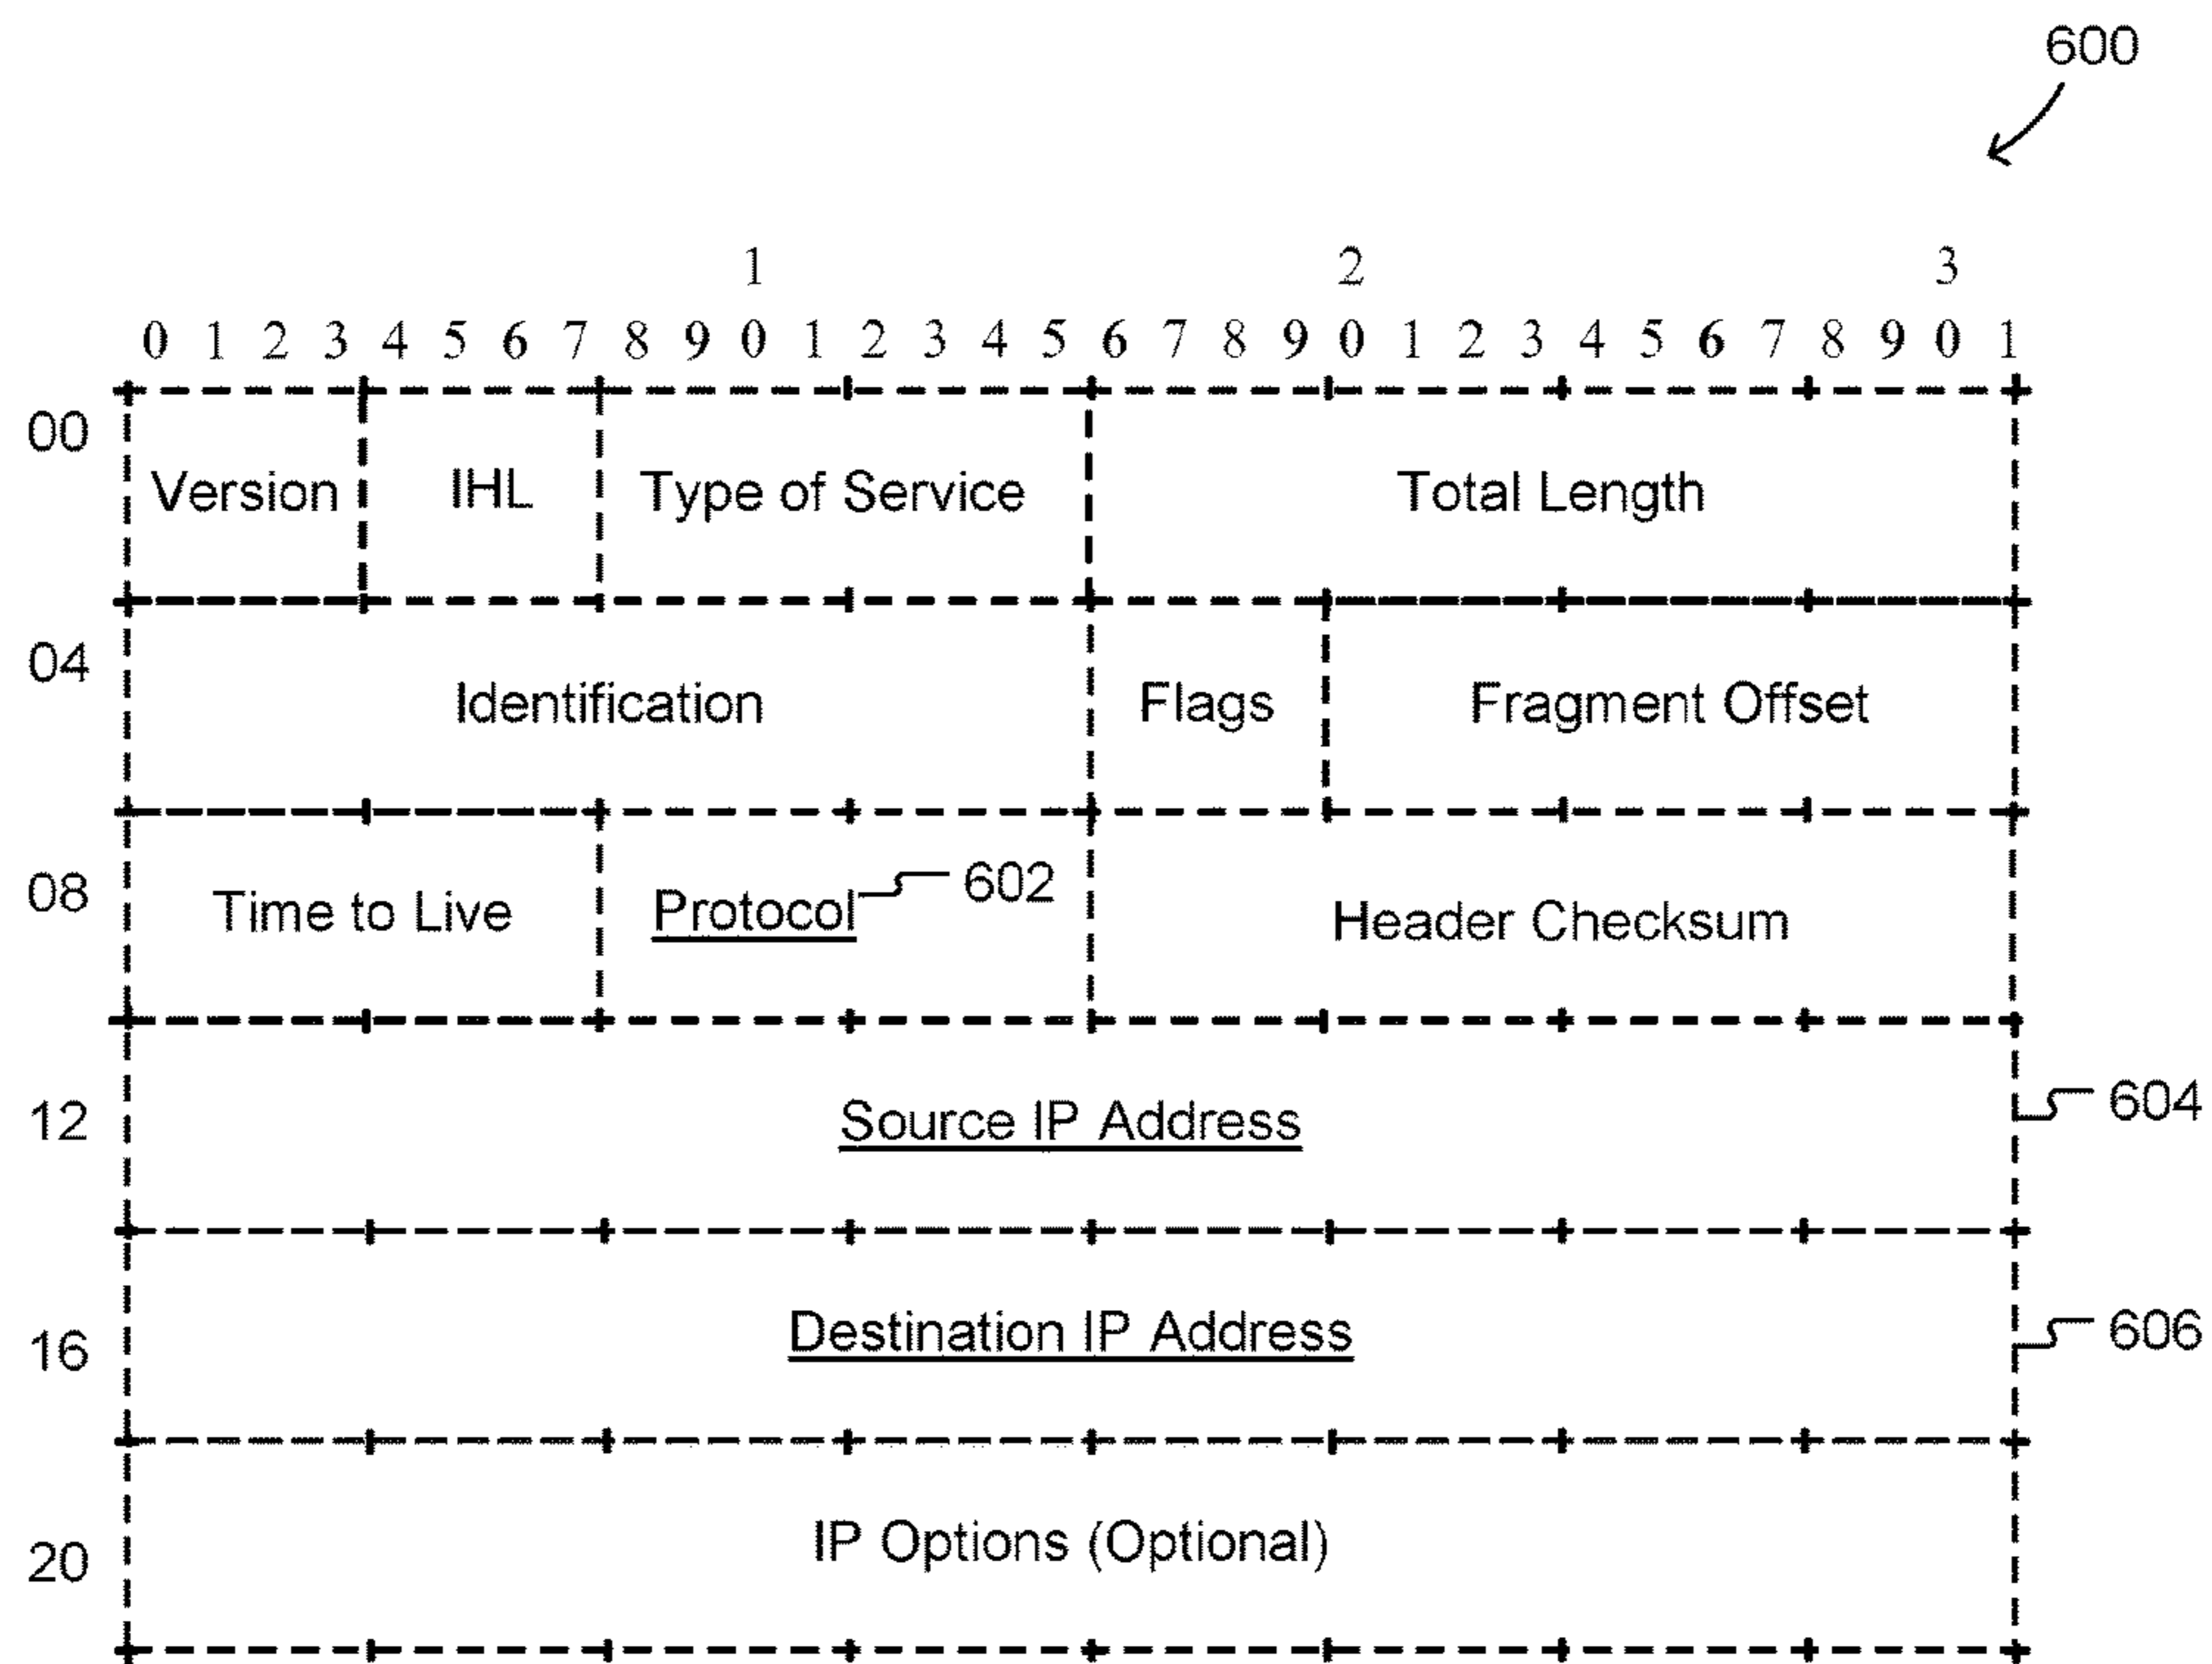 600
1 2 3
0 1 2 3 4 5 6 7 8 9 0 1 2 3 4 5 6 7 8 9 0 1 2 3 4 5 6 7 8 9 0 1
00 Version IHL Type of Service Total Length
04 Identification Flags Fragment Offset
08 Time to Live Protocol 602 Header Checksum
12 Source IP Address 604
16 Destination IP Address 606
20 IP Options (Optional)